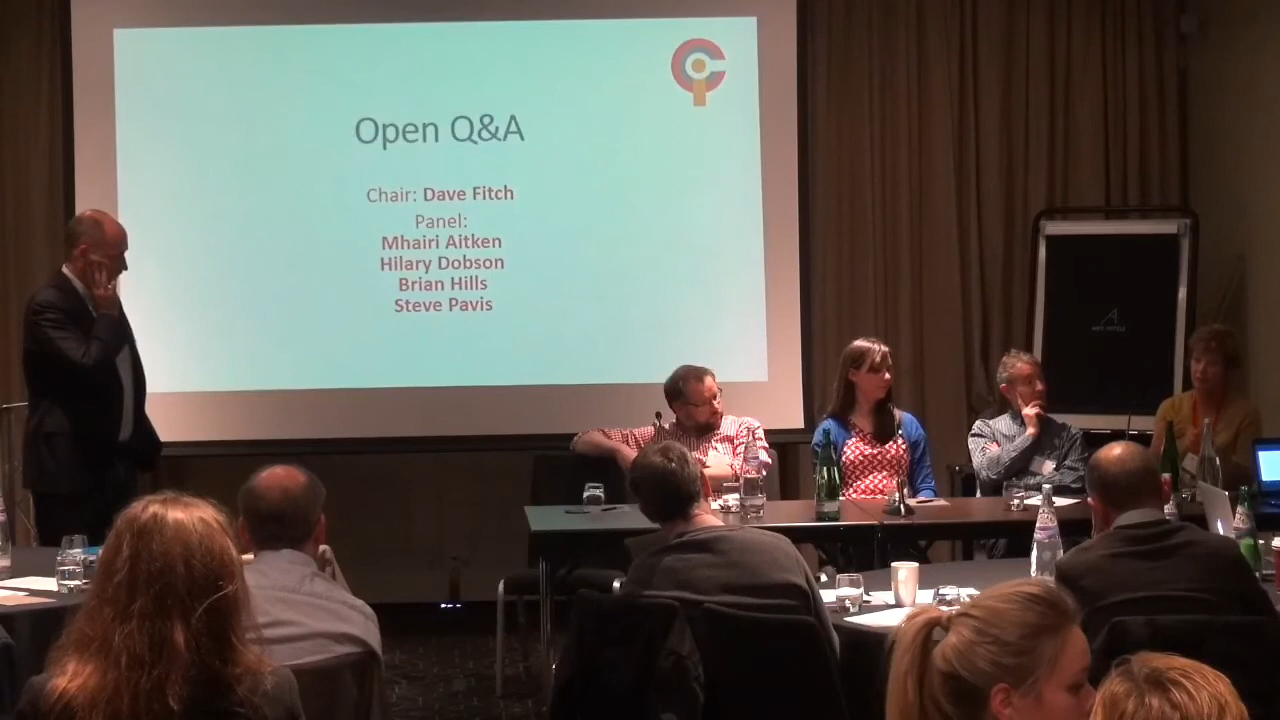 Open Q&A
Chair: Dave Fitch
Panel:
Mhairi Aitken
Hilary Dobson
Brian Hills
Steve Pavis